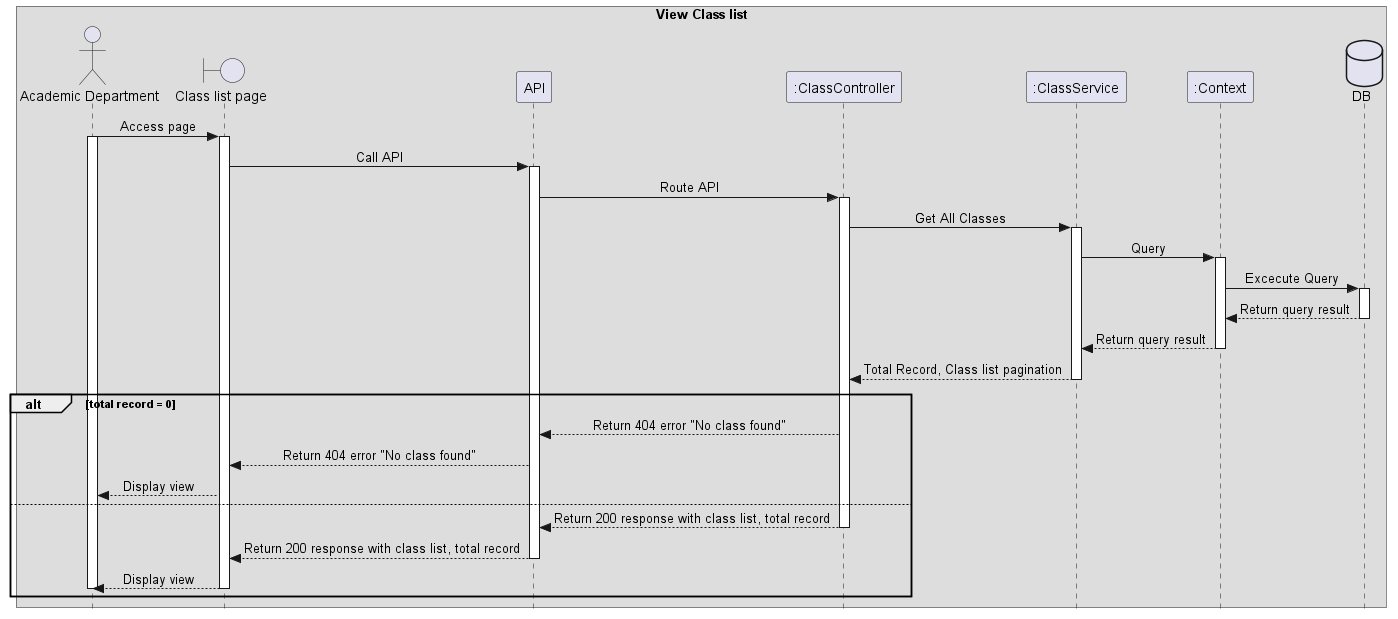 View Class list
Academic Department
Class list page
API
:ClassController
:ClassService
:Context
DB
Access page
Call API
Route API
Get All Classes
Query
Excecute Query
Return query result
Return query result
Total Record, Class list pagination
alt
[total record = 0]
Return 404 error "No class found"
Return 404 error "No class found"
Display view
Return 200 response with class list, total record
Return 200 response with class list, total record
Display view